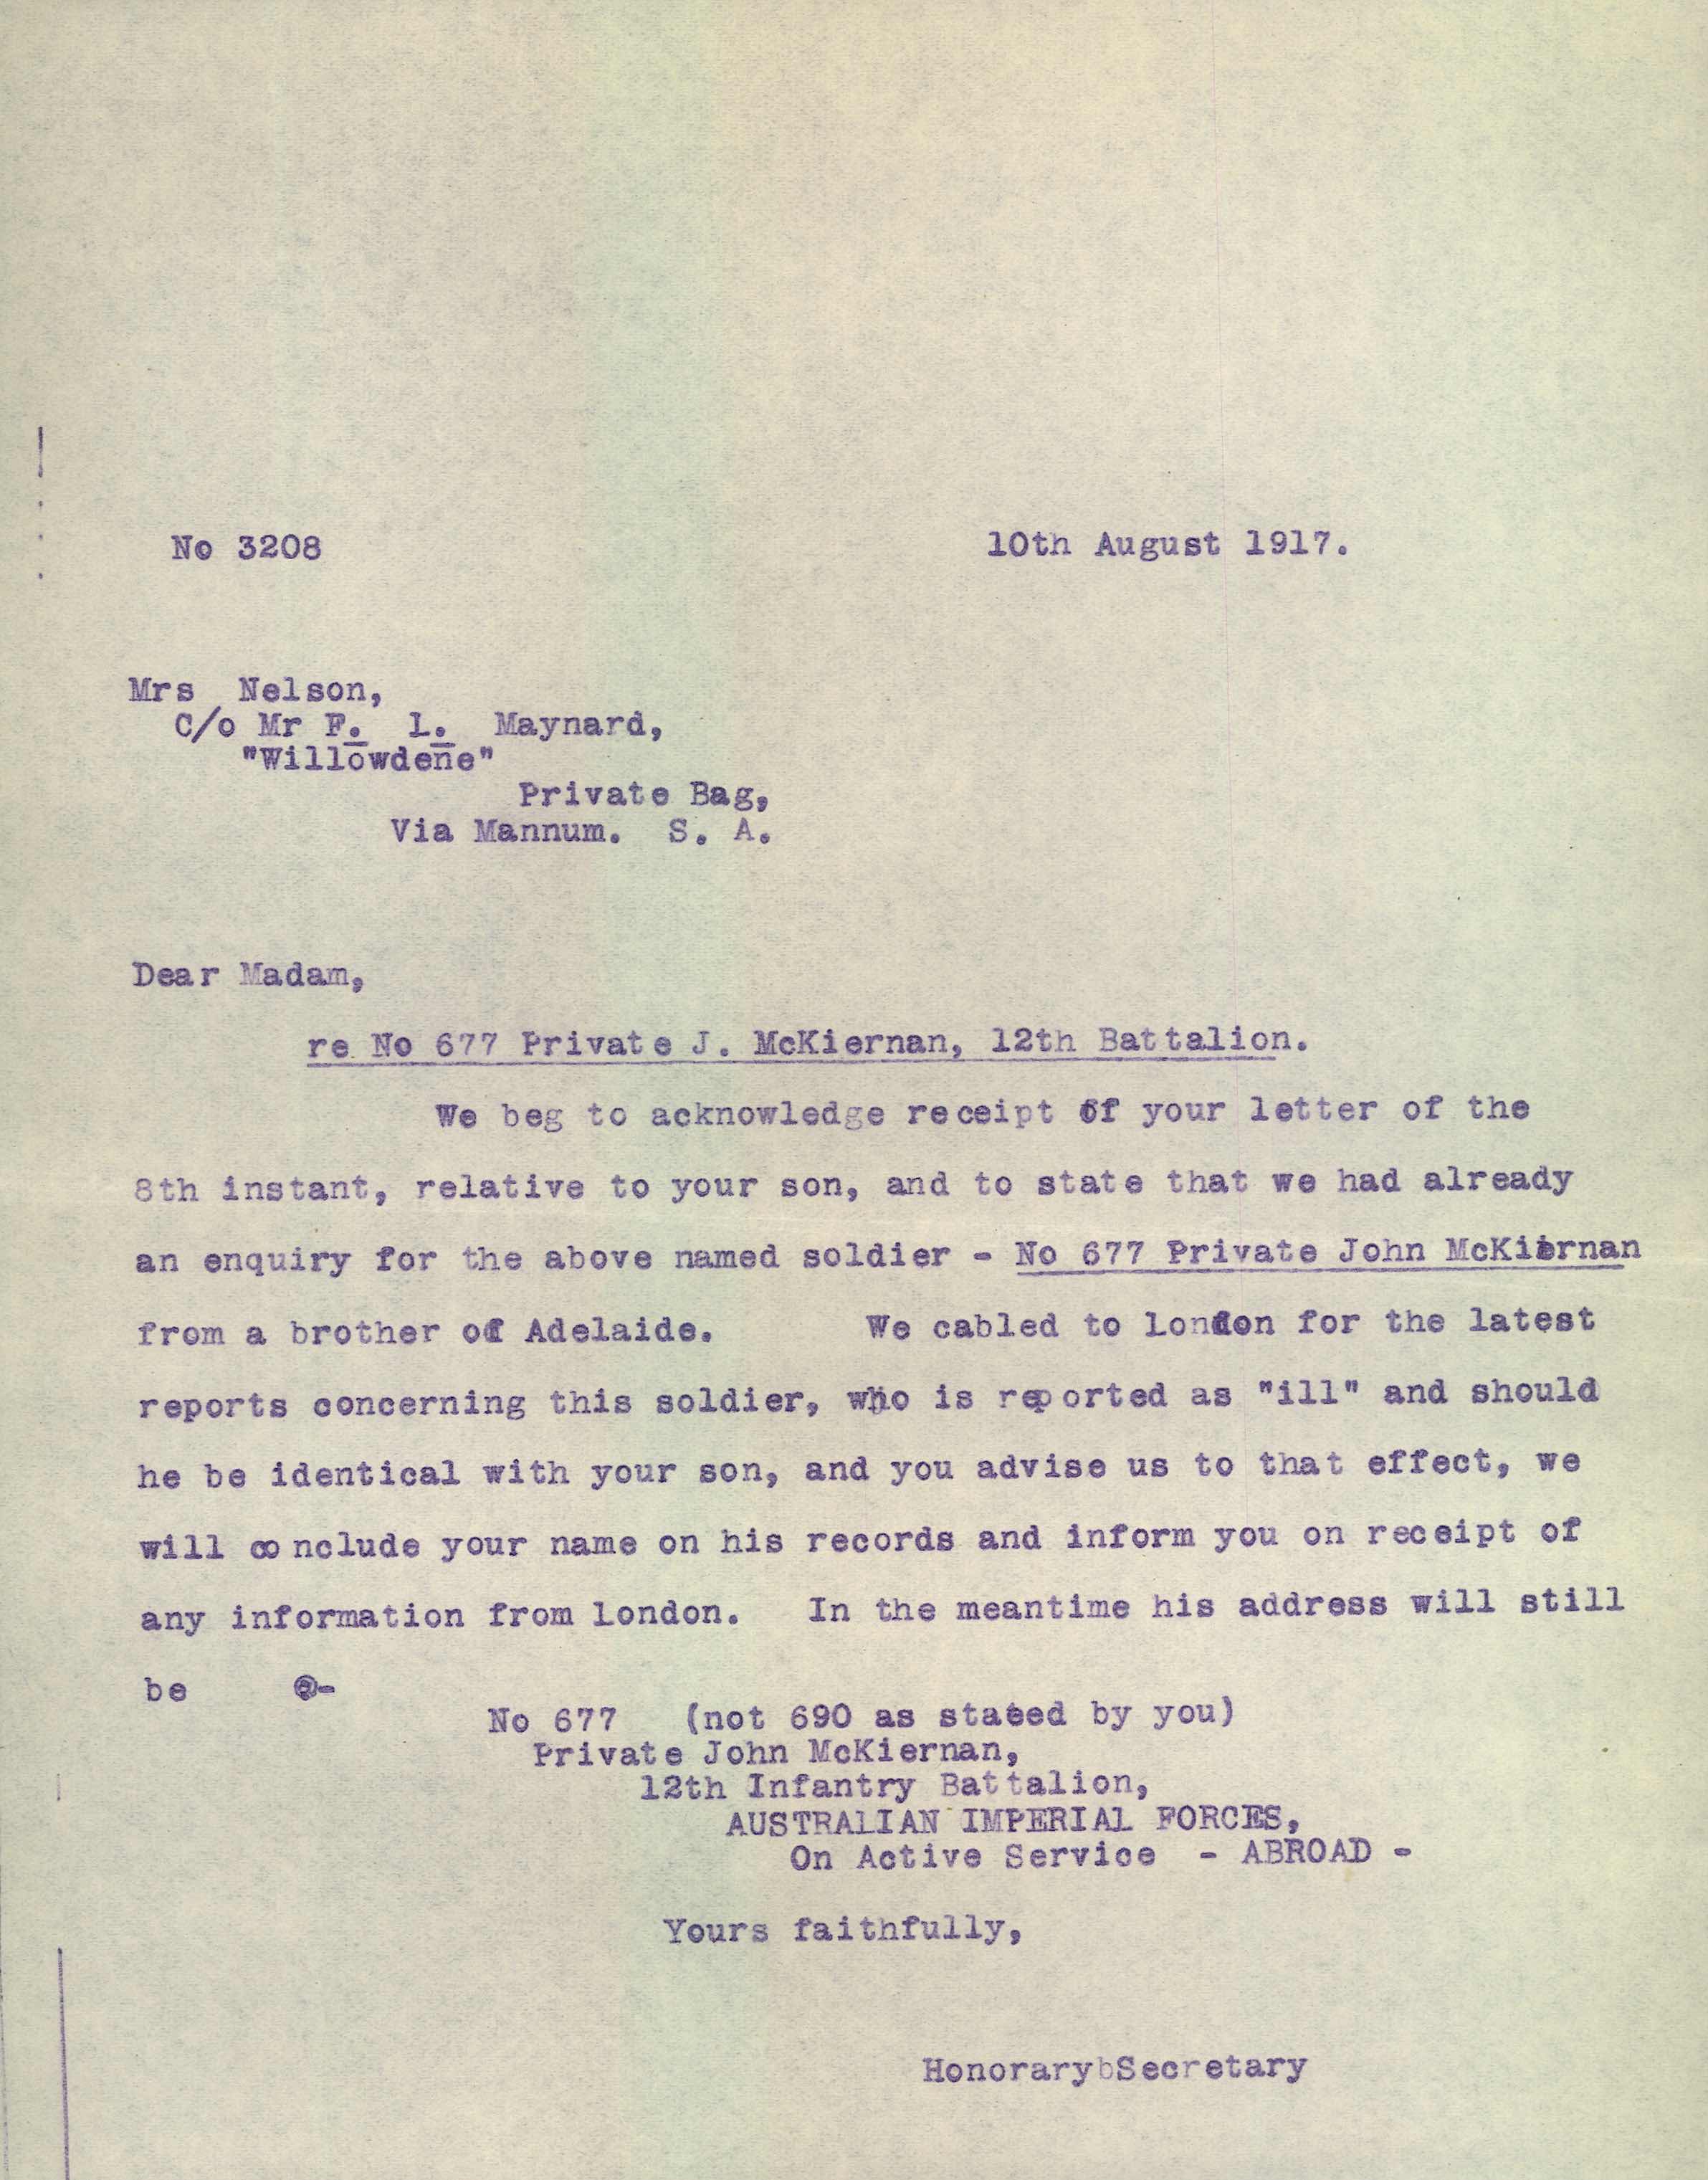 No 3208 10th August 1917.
Mrs Nelson,
C/o Mr F. L. Maynard,
"Willowdene"
Private Bag,
Via Mannum. S. A.
Dear Madam,
re No 677 Private J. McKiernan, 12th Battalion.
We beg to acknowledge receipt of your letter of the
8th instant, relative to your son, and to state that we had already
an enquiry for the above named soldier - No 677 Private John McKiernan
from a brother of Adelaide. We cabled to London for the latest
reports concerning this soldier, who is reported as "ill" and should
he be identical with your son, and you advise us to that effect, we
will conclude your name on his records and inform you on receipt of
any information from London. In the meantime his address will still
be @-
No 677 (not 690 as stated by you)
Private John McKiernan,
12th Infantry Battalion,
AUSTRALIAN IMPERIAL FORCES,
On Active Service - ABROAD -
Yours faithfully,
HonorarybSecretary